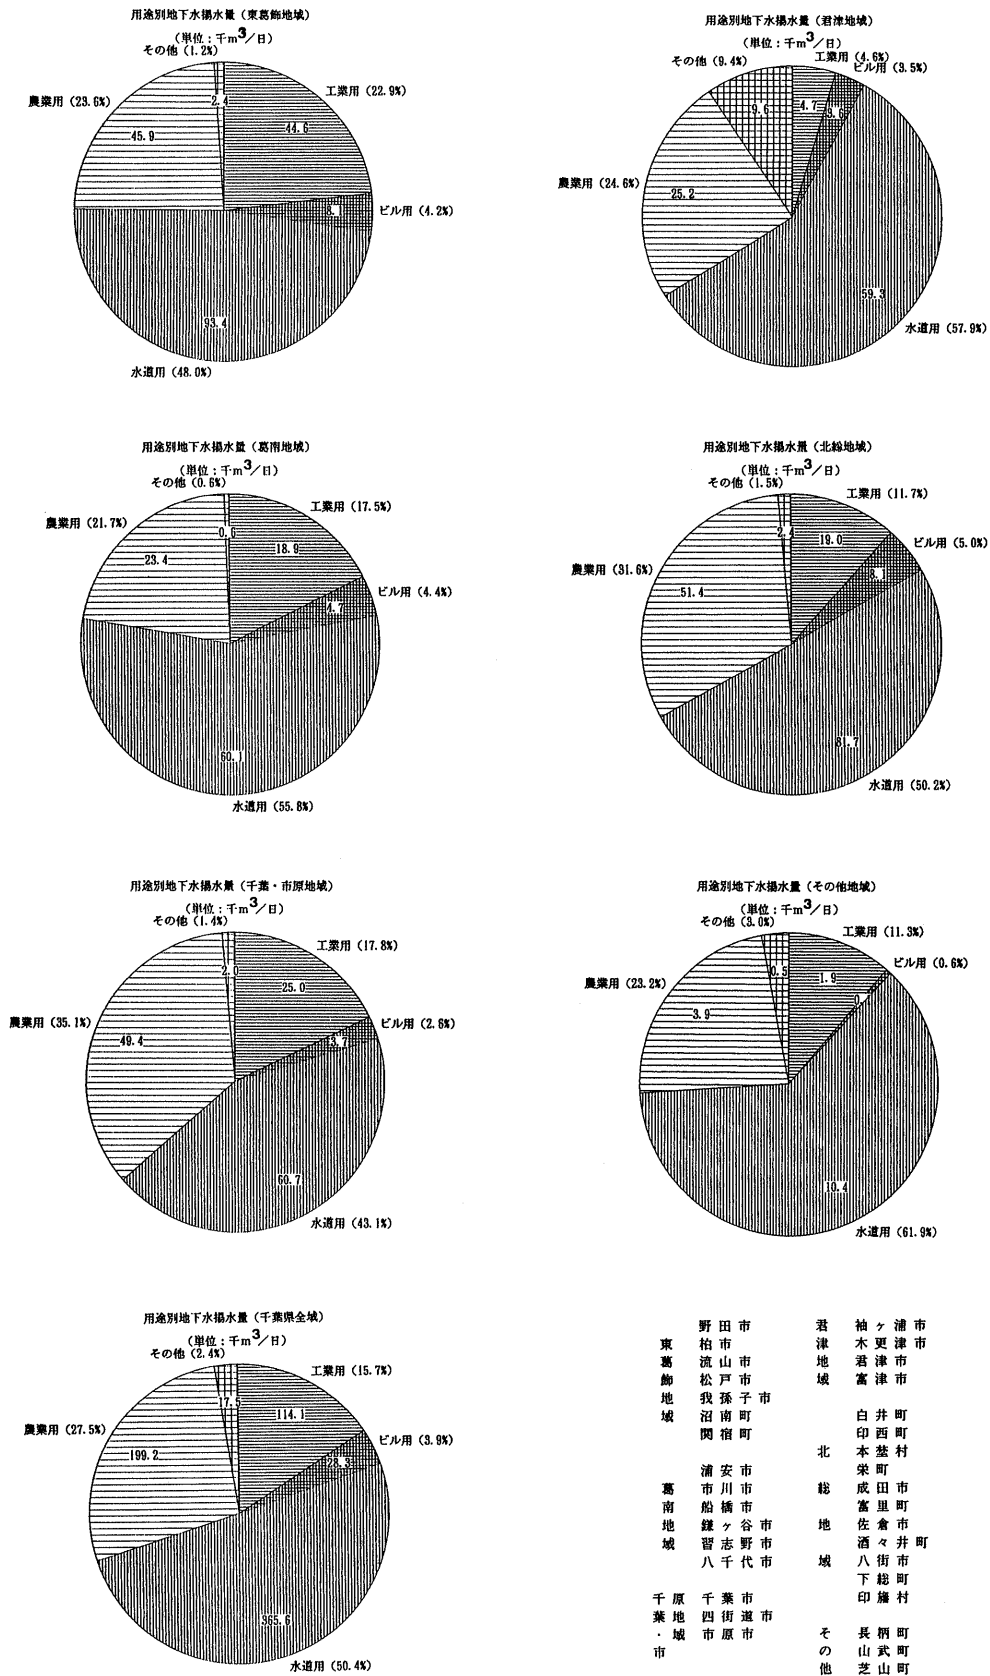 用途別地下水揚水量（東葛飾地域）
（単位：千m3／日）
その他（1.2%）
工業用（22.9%）
農業用（23.6%）
2.4
44.6
45.9
8.1
ビル用（4.2%）
93.4
水道用（48.0%）
用途別地下水揚水量（君津地域）
（単位：千m3／日）
工業用（4.6%）
その他（9.4%）
ビル用（3.5%）
9.6
4.7
3.6
農業用（24.6%）
25.2
59.3
水道用（57.9%）
用途別地下水揚水量（葛南地域）
（単位：千m3／日）
その他（0.6%）
工業用（17.5%）
農業用（21.7%）
0.6
18.9
23.4
ビル用（4.4%）
4.7
60.1
水道用（55.8%）
用途別地下水揚水量（北総地域）
（単位：千m3／日）
その他（1.5%）
工業用（11.7%）
2.4
19.0
ビル用（5.0%）
農業用（31.6%）
8.1
51.4
81.7
水道用（50.2%）
用途別地下水揚水量（千葉・市原地域）
（単位：千m3／日）
その他（1.4%）
工業用（17.8%）
2.0
25.0
農業用（35.1%）
ビル用（2.6%）
49.4
3.7
60.7
水道用（43.1%）
用途別地下水揚水量（その他地域）
（単位：千m3／日）
その他（3.0%）
工業用（11.3%）
ビル用（0.6%）
0.5
1.9
農業用（23.2%）
0
3.9
10.4
水道用（61.9%）
用途別地下水揚水量（千葉県全域）
（単位：千m3／日）
その他（2.4%）
工業用（15.7%）
17.5
114.1
農業用（27.5%）
ビル用（3.9%）
199.2
28.3
365.6
水道用（50.4%）
東葛飾地域
野田市
柏市
流山市
松戸市
我孫子市
沼南町
関宿町
葛南地域
浦安市
市川市
船橋市
鎌ヶ谷市
習志野市
八千代市
千葉・市原地域
千葉市
四街道市
市原市
君津地域
袖ヶ浦市
木更津市
君津市
富津市
北総地域
白井町
印西町
本埜村
栄町
成田市
富里町
佐倉市
酒々井町
八街市
下総町
印旛村
その他
長柄町
山武町
芝山町